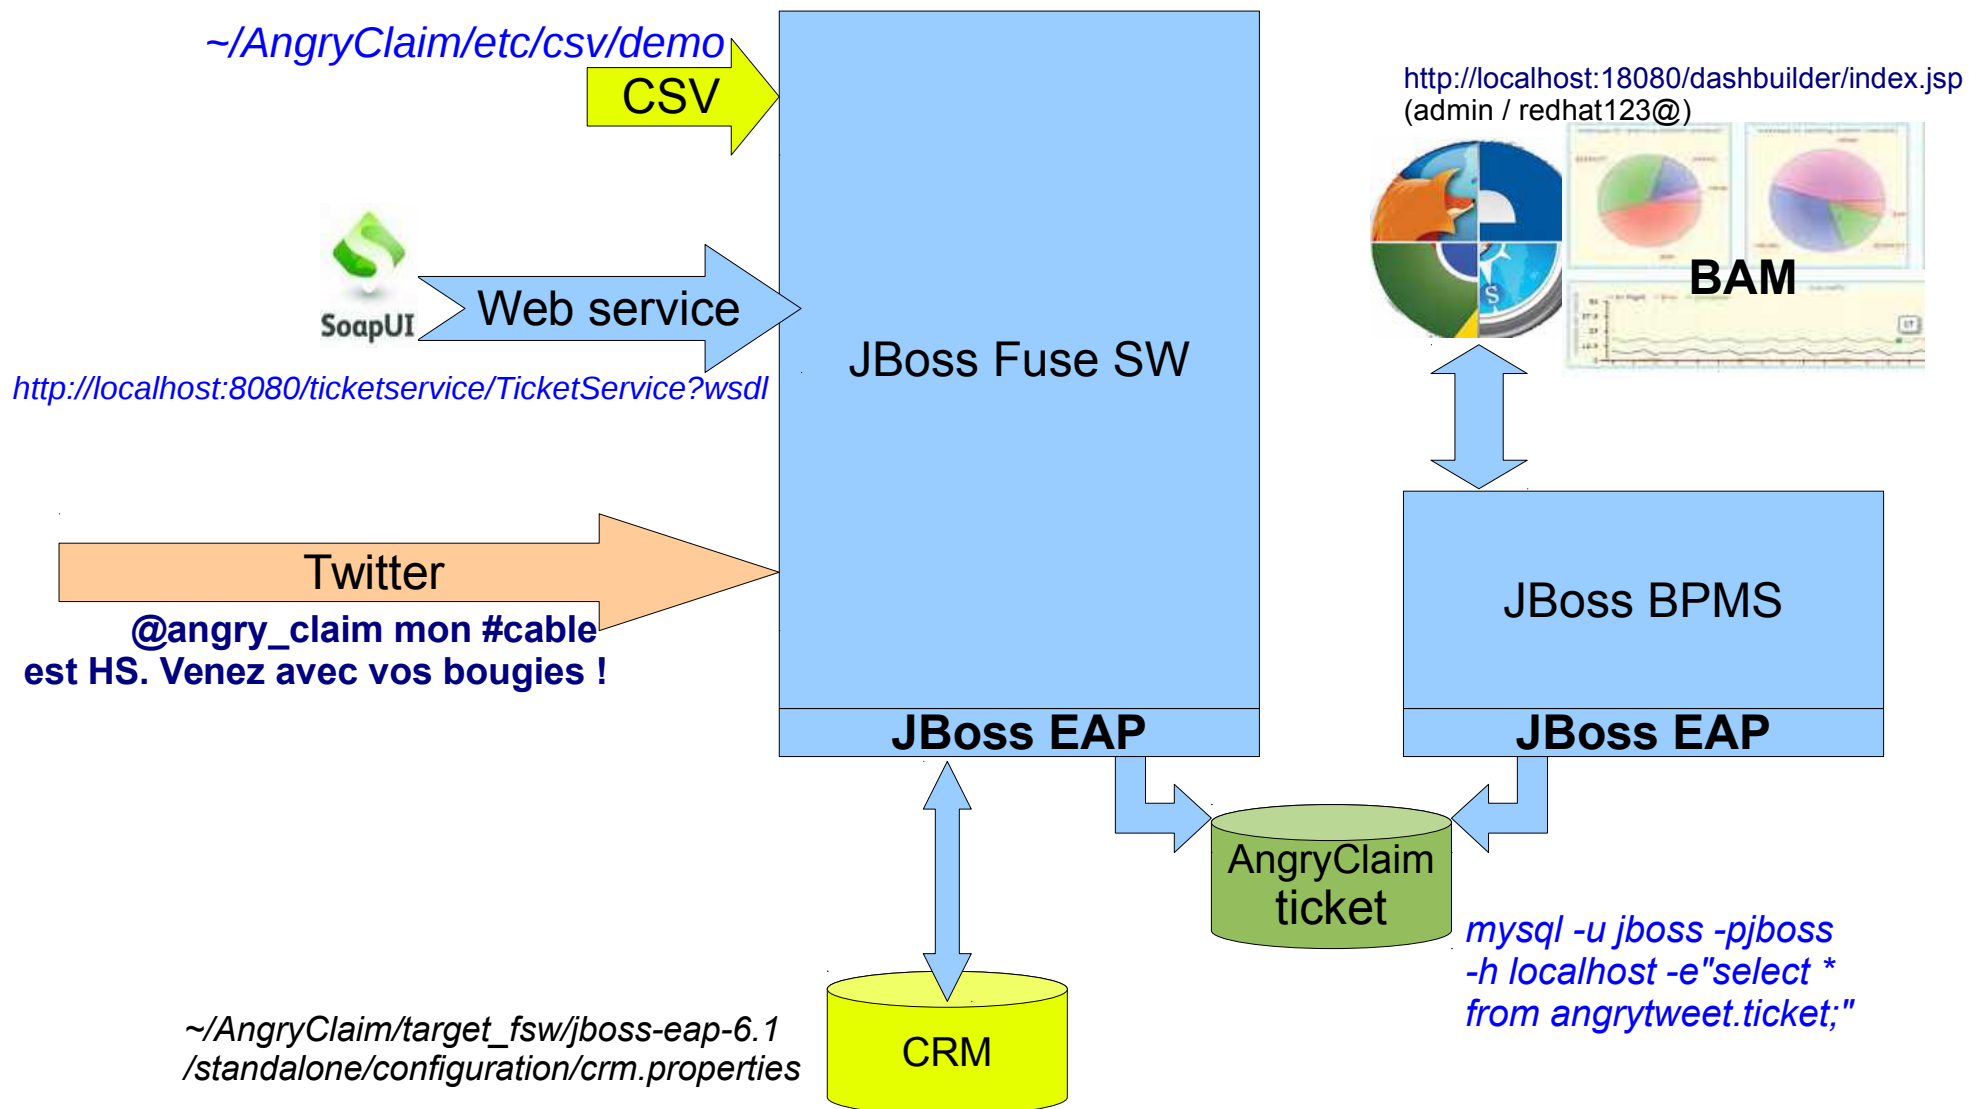 ~/AngryClaim/etc/csv/demo
CSV
http://localhost:18080/dashbuilder/index.jsp
(admin / redhat123@)
BAM
SoapUI
Web service
http://localhost:8080/ticketservice/TicketService?wsdl
JBoss Fuse SW
Twitter
@angry_claim mon #cable
est HS. Venez avec vos bougies !
JBoss BPMS
JBoss EAP
JBoss EAP
AngryClaim
ticket
mysql -u jboss -pjboss
-h localhost -e"select *
from angrytweet.ticket;"
~/AngryClaim/target_fsw/jboss-eap-6.1
/standalone/configuration/crm.properties
CRM